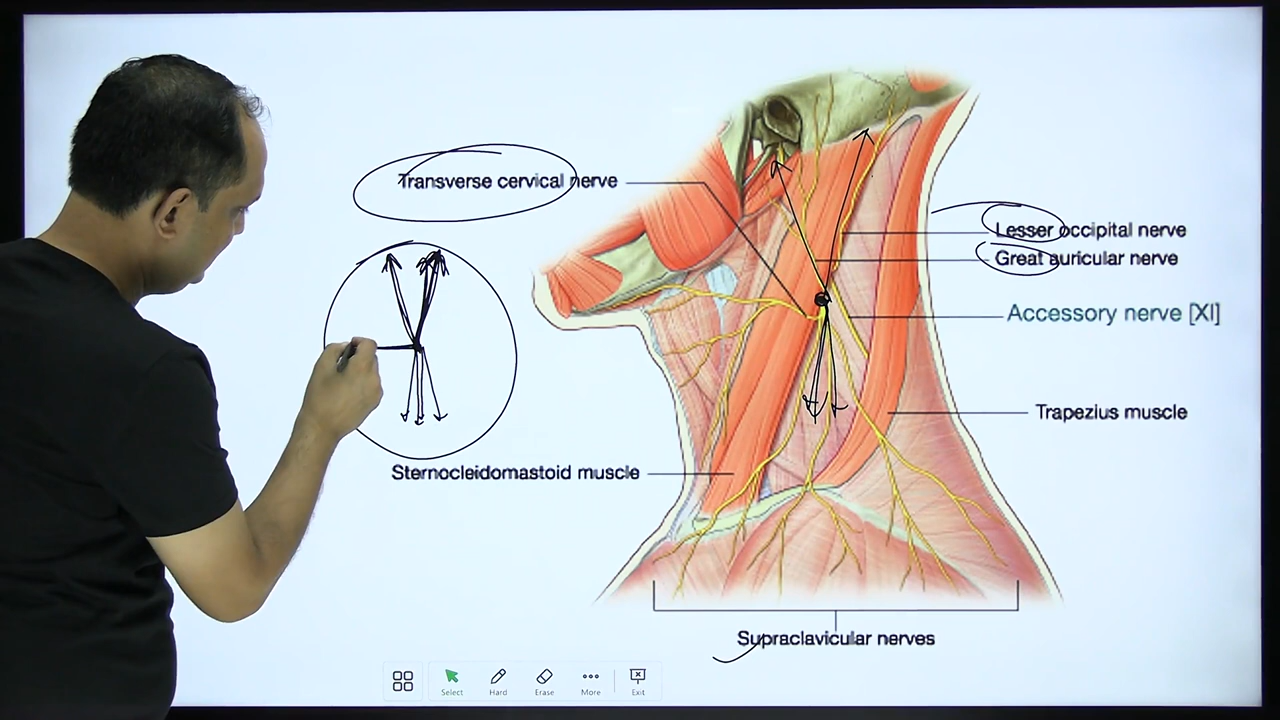 Transverse cervical nerve
Lesser occipital nerve
Great auricular nerve
Accessory nerve [XI]
Trapezius muscle
Sternocleidomastoid muscle
Supraclavicular nerves
Select
Hard
Erase
More
Exit